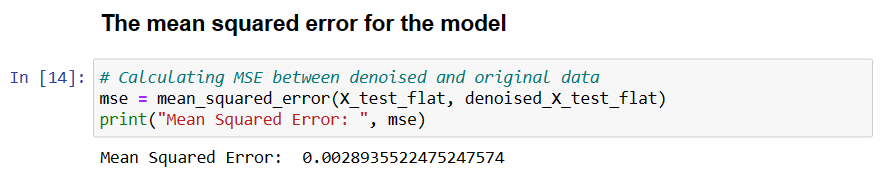 The mean squared error for the model
In [14]: # Calculating MSE between denoised and original data
mse = mean_squared_error(X_test_flat, denoised_X_test_flat)
print("Mean Squared Error: ", mse)
Mean Squared Error:  0.0028935522475247574